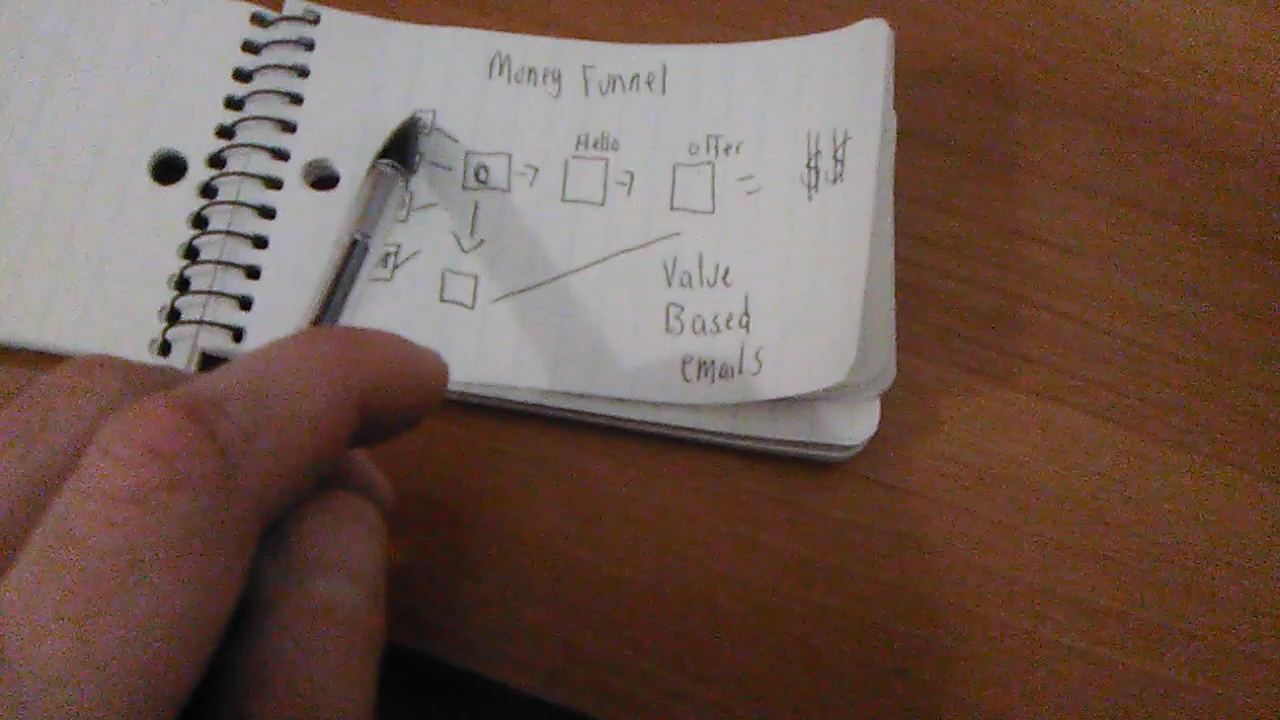 Money Funnel
Hello
offer
O
$$
Value
Based
emails